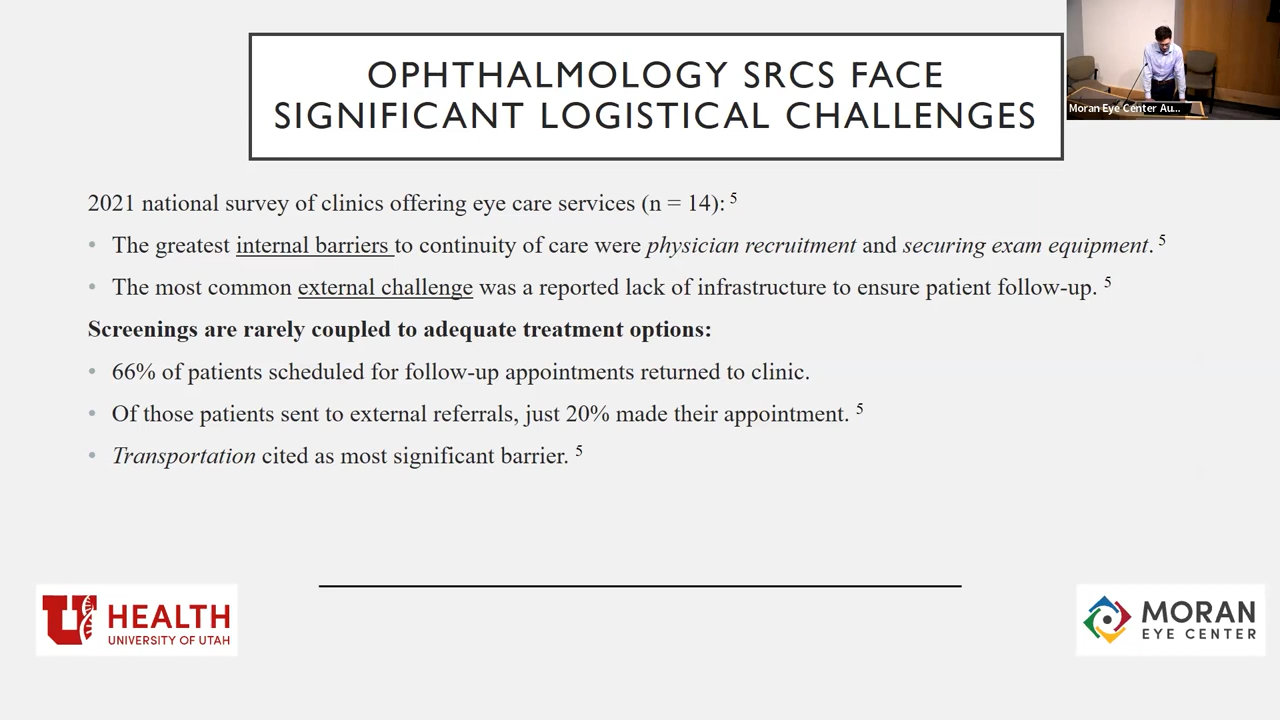 OPHTHALMOLOGY SRCS FACE
SIGNIFICANT LOGISTICAL CHALLENGES
Moran Eye Center Au...
2021 national survey of clinics offering eye care services (n = 14): 5
• The greatest internal barriers to continuity of care were physician recruitment and securing exam equipment. 5
• The most common external challenge was a reported lack of infrastructure to ensure patient follow-up. 5
Screenings are rarely coupled to adequate treatment options:
• 66% of patients scheduled for follow-up appointments returned to clinic.
• Of those patients sent to external referrals, just 20% made their appointment. 5
• Transportation cited as most significant barrier. 5
U HEALTH
UNIVERSITY OF UTAH
MORAN
EYE CENTER